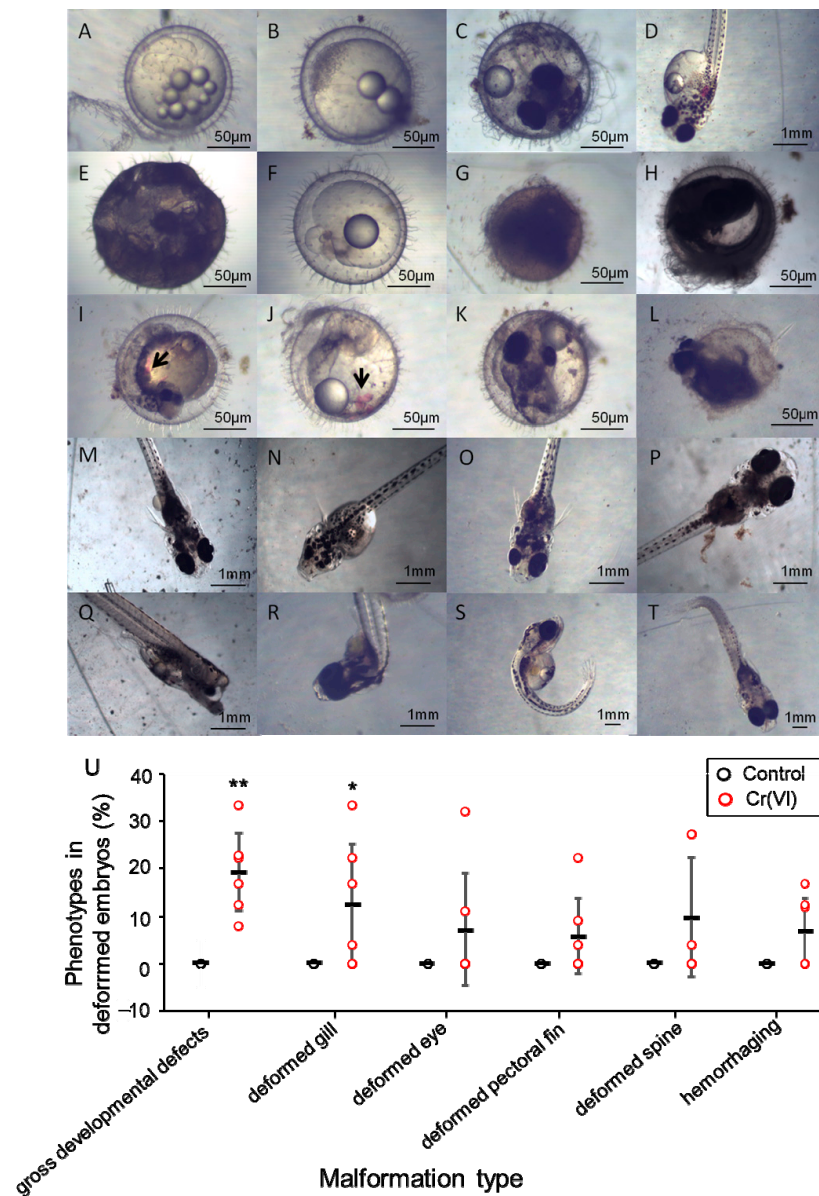 A B C D
50µm 50µm 50µm 1mm
E F G H
50µm 50µm 50µm 50µm
I J K L
50µm 50µm 50µm 50µm
M N O P
1mm 1mm 1mm 1mm
Q R S T
1mm 1mm 1mm 1mm
U
Control
Cr(VI)
** *
Phenotypes in
deforrmed embryos (%)
40
30
20
10
0
–10
gross developmental defects
deformed gill
deformed eye
deformed pectoral fin
deformed spine
hemorrhaging
Malformation type